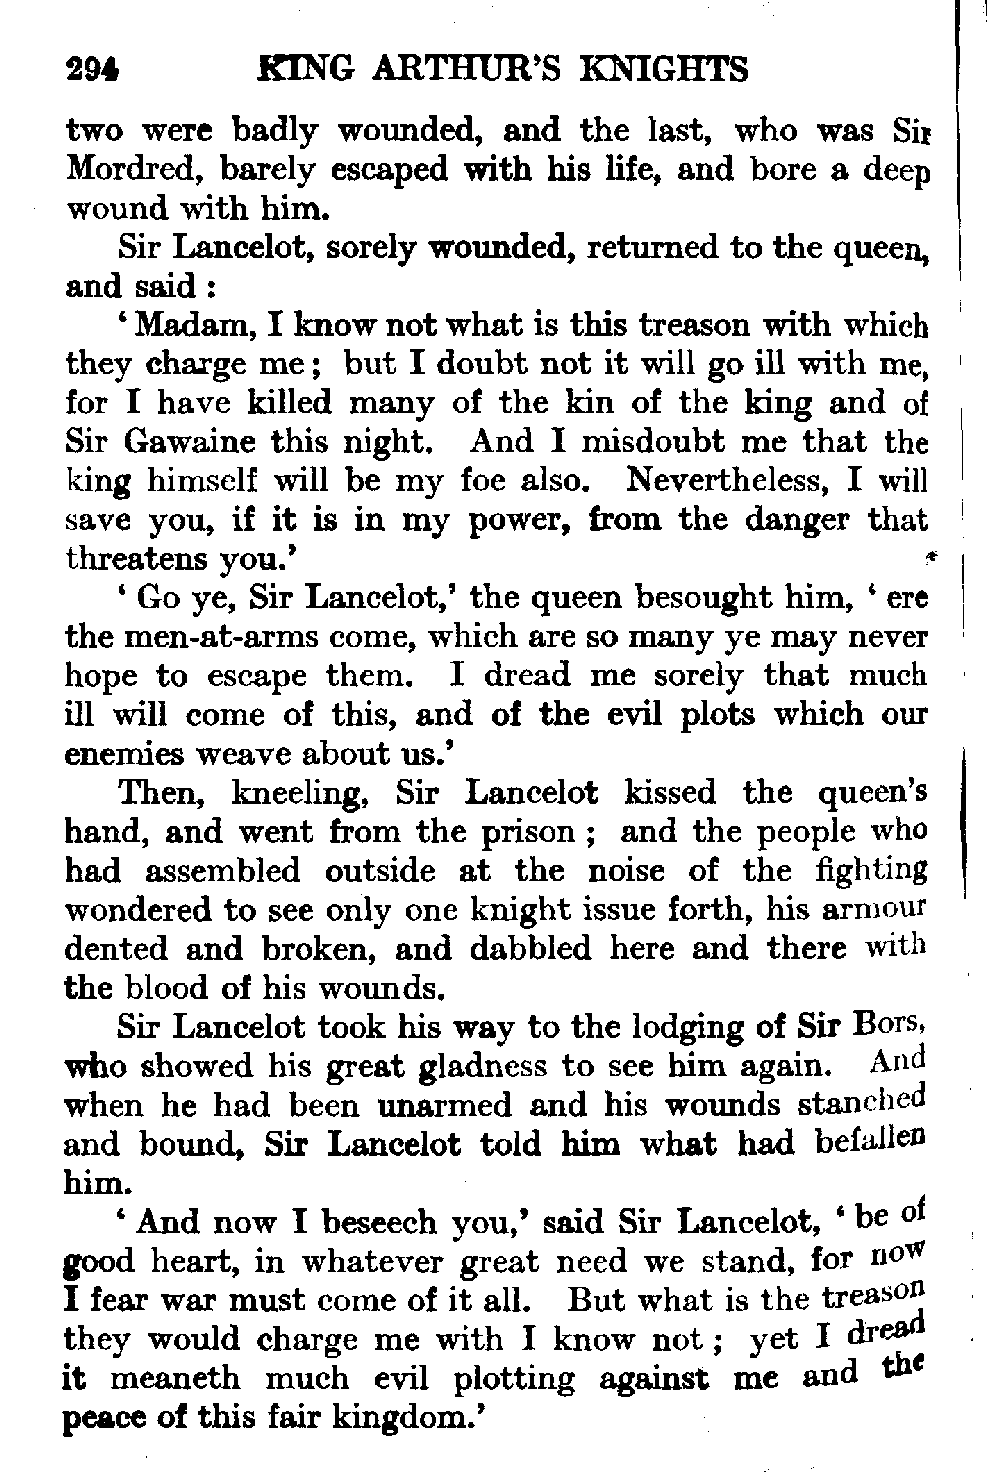 294 KING ARTHUR'S KNIGHTS
two were badly wounded, and the last, who was Sir
Mordred, barely escaped with his life, and bore a deep
wound with him.
Sir Lancelot, sorely wounded, returned to the queen,
and said :
‘ Madam, I know not what is this treason with which
they charge me ; but I doubt not it will go ill with me,
for I have killed many of the kin of the king and of
Sir Gawaine this night. And I misdoubt me that the
king himself will be my foe also. Nevertheless, I will
save you, if it is in my power, from the danger that
threatens you.’
‘ Go ye, Sir Lancelot,’ the queen besought him, ‘ ere
the men-at-arms come, which are so many ye may never
hope to escape them. I dread me sorely that much
ill will come of this, and of the evil plots which our
enemies weave about us.’
Then, kneeling, Sir Lancelot kissed the queen's
hand, and went from the prison ; and the people who
had assembled outside at the noise of the fighting
wondered to see only one knight issue forth, his armour
dented and broken, and dabbled here and there with
the blood of his wounds.
Sir Lancelot took his way to the lodging of Sir Bors,
who showed his great gladness to see him again. And
when he had been unarmed and his wounds stanched
and bound, Sir Lancelot told him what had befallen
him.
‘ And now I beseech you,’ said Sir Lancelot, ‘ be of
good heart, in whatever great need we stand, for now
I fear war must come of it all. But what is the treason
they would charge me with I know not ; yet I dread
it meaneth much evil plotting against me and the
peace of this fair kingdom.’